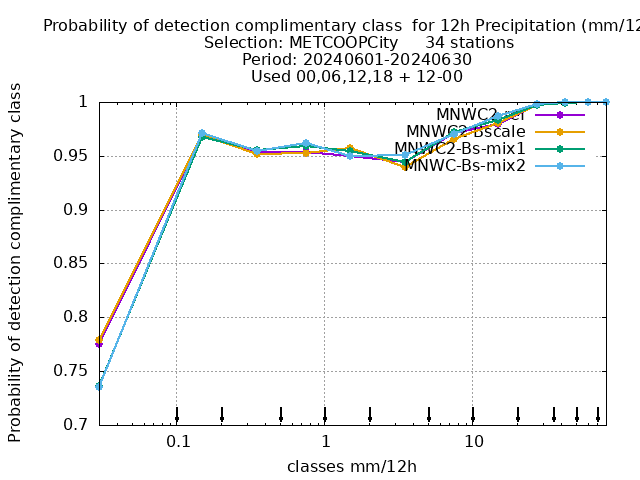 Probability of detection complimentary class  for 12h Precipitation (mm/12
Selection: METCOOPCity     34 stations
Period: 20240601-20240630
Used 00,06,12,18 + 12-00
Probability of detection complimentary class
1
0.95
0.9
0.85
0.8
0.75
0.7
MNWC2-ref
MNWC2-Bscale
MNWC2-Bs-mix1
MNWC-Bs-mix2
0.1
1
10
classes mm/12h